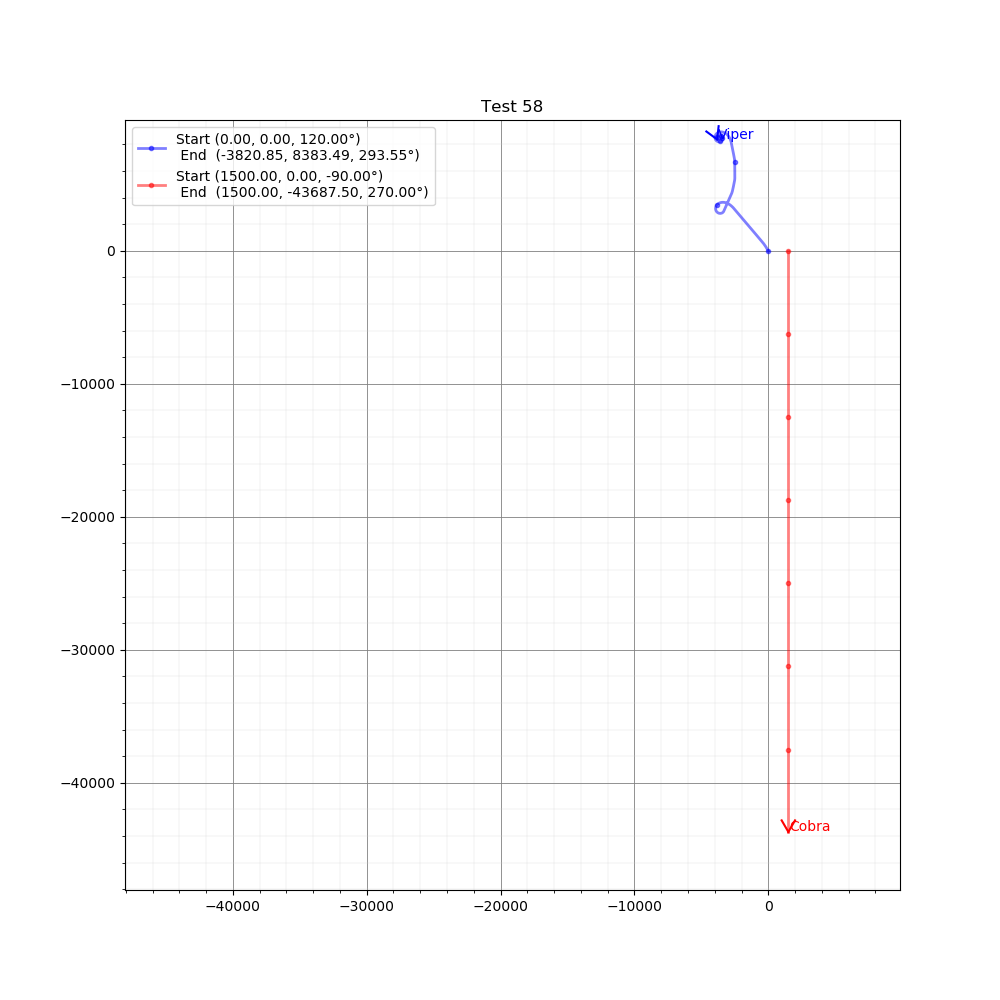 Test 58
Start (0.00, 0.00, 120.00°)
End (-3820.85, 8383.49, 293.55°)
Start (1500.00, 0.00, -90.00°)
End (1500.00, -43687.50, 270.00°)
Viper
0
−10000
−20000
−30000
−40000
Cobra
−40000
−30000
−20000
−10000
0